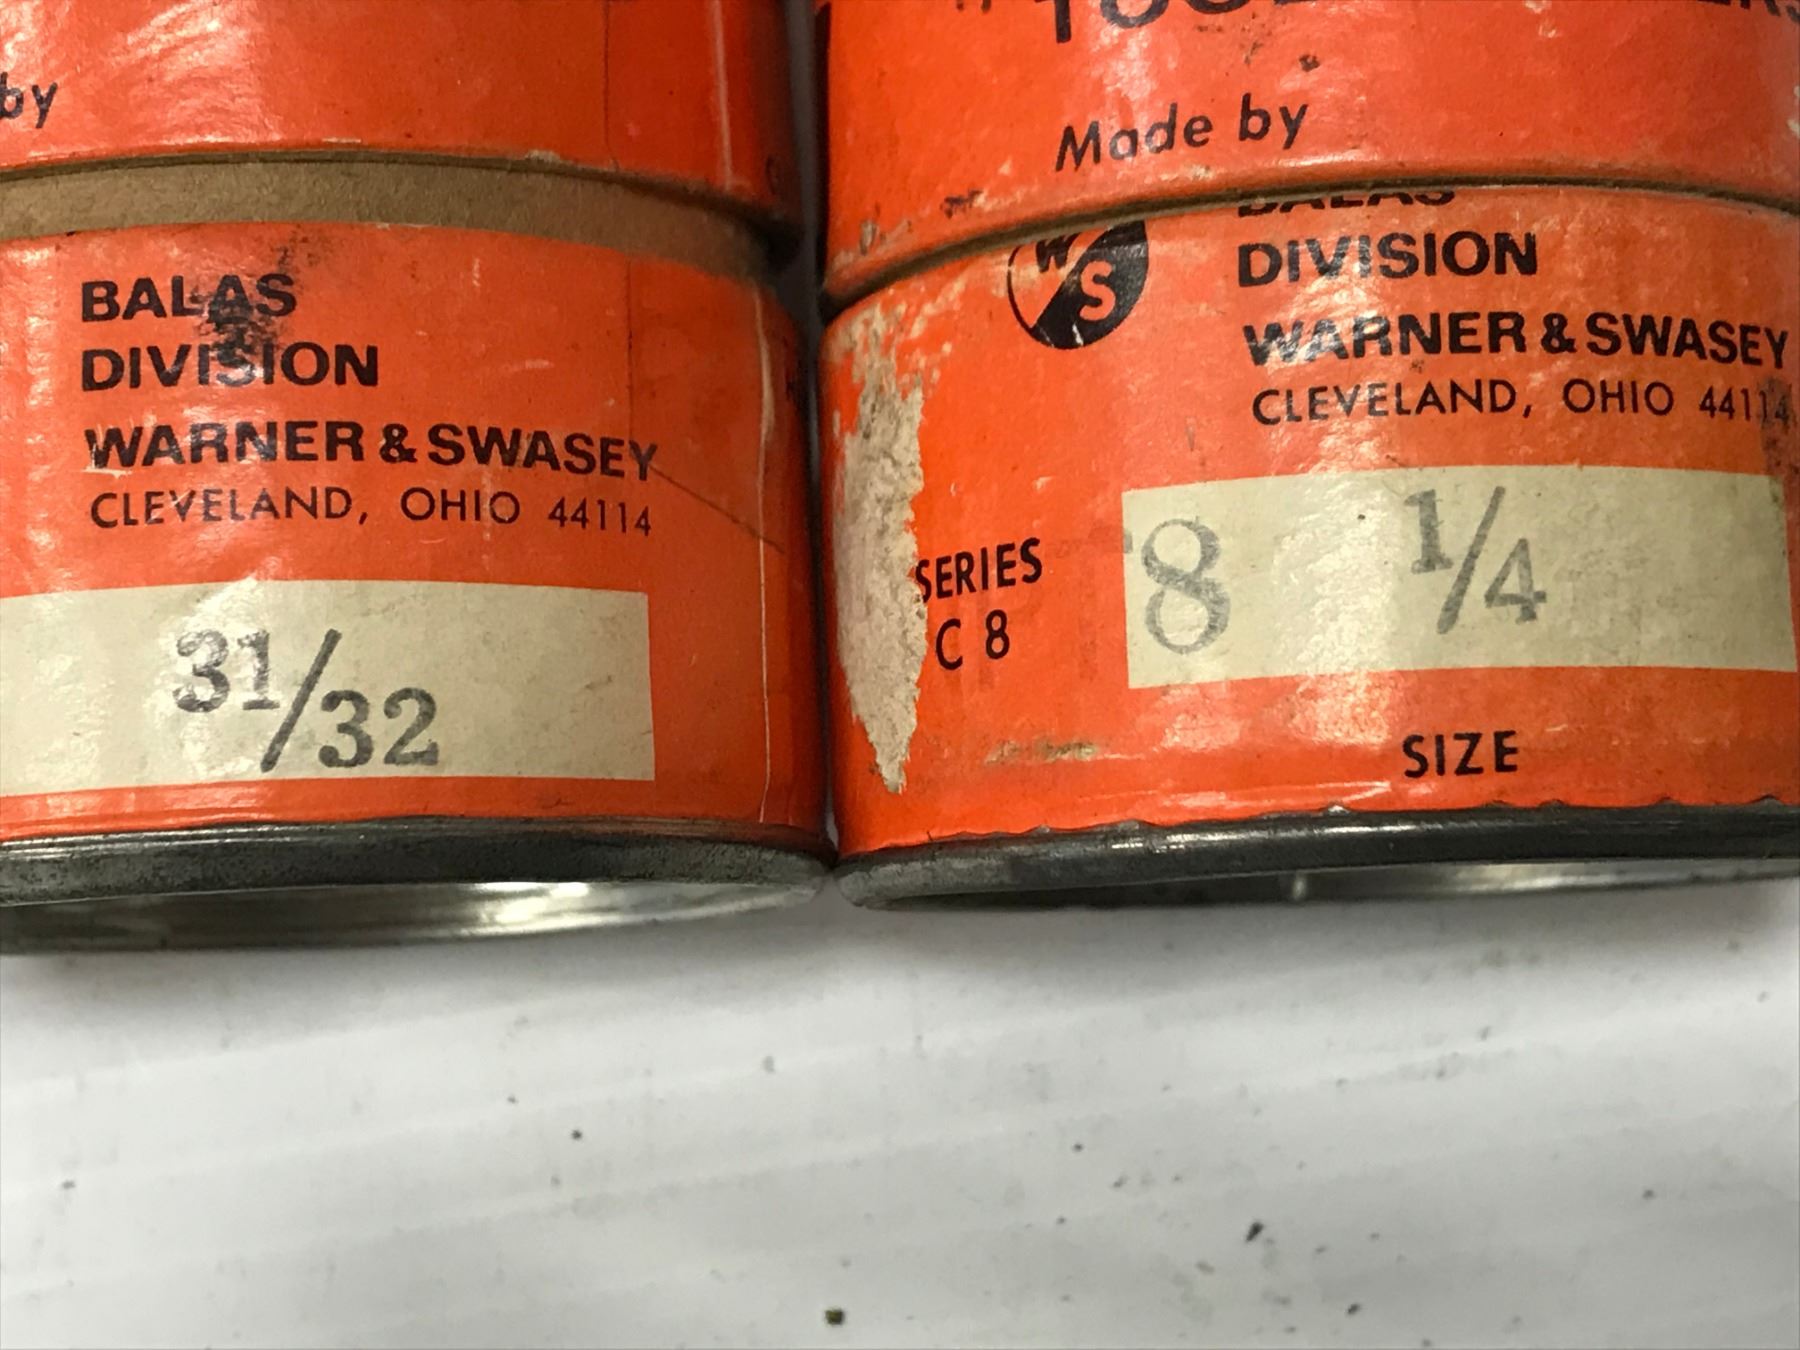 by
BALAS
DIVISION
WARNER & SWASEY
CLEVELAND, OHIO 44114
31/32
Made by
W/S
BALAS
DIVISION
WARNER & SWASEY
CLEVELAND, OHIO 44114
SERIES
C 8
8 1/4
SIZE